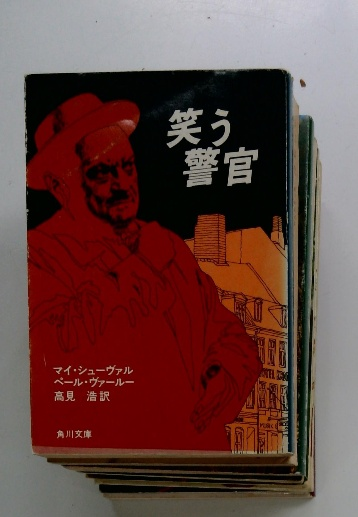 笑う
警官
マイ・シューヴァル
ペール・ヴァールー
高見 浩訳
角川文庫